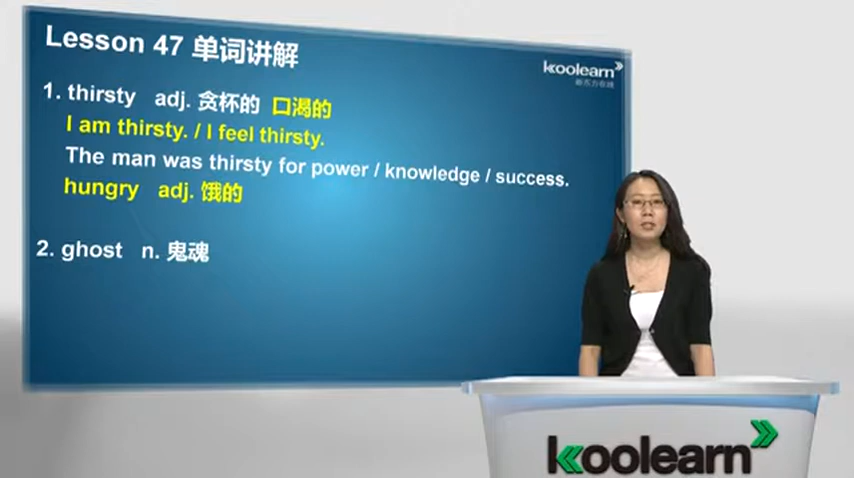 Lesson 47 单词讲解
koolearn
新东方在线
1. thirsty adj. 贪杯的 口渴的
I am thirsty. / I feel thirsty.
The man was thirsty for power / knowledge / success.
hungry adj. 饿的
2. ghost n. 鬼魂
koolearn